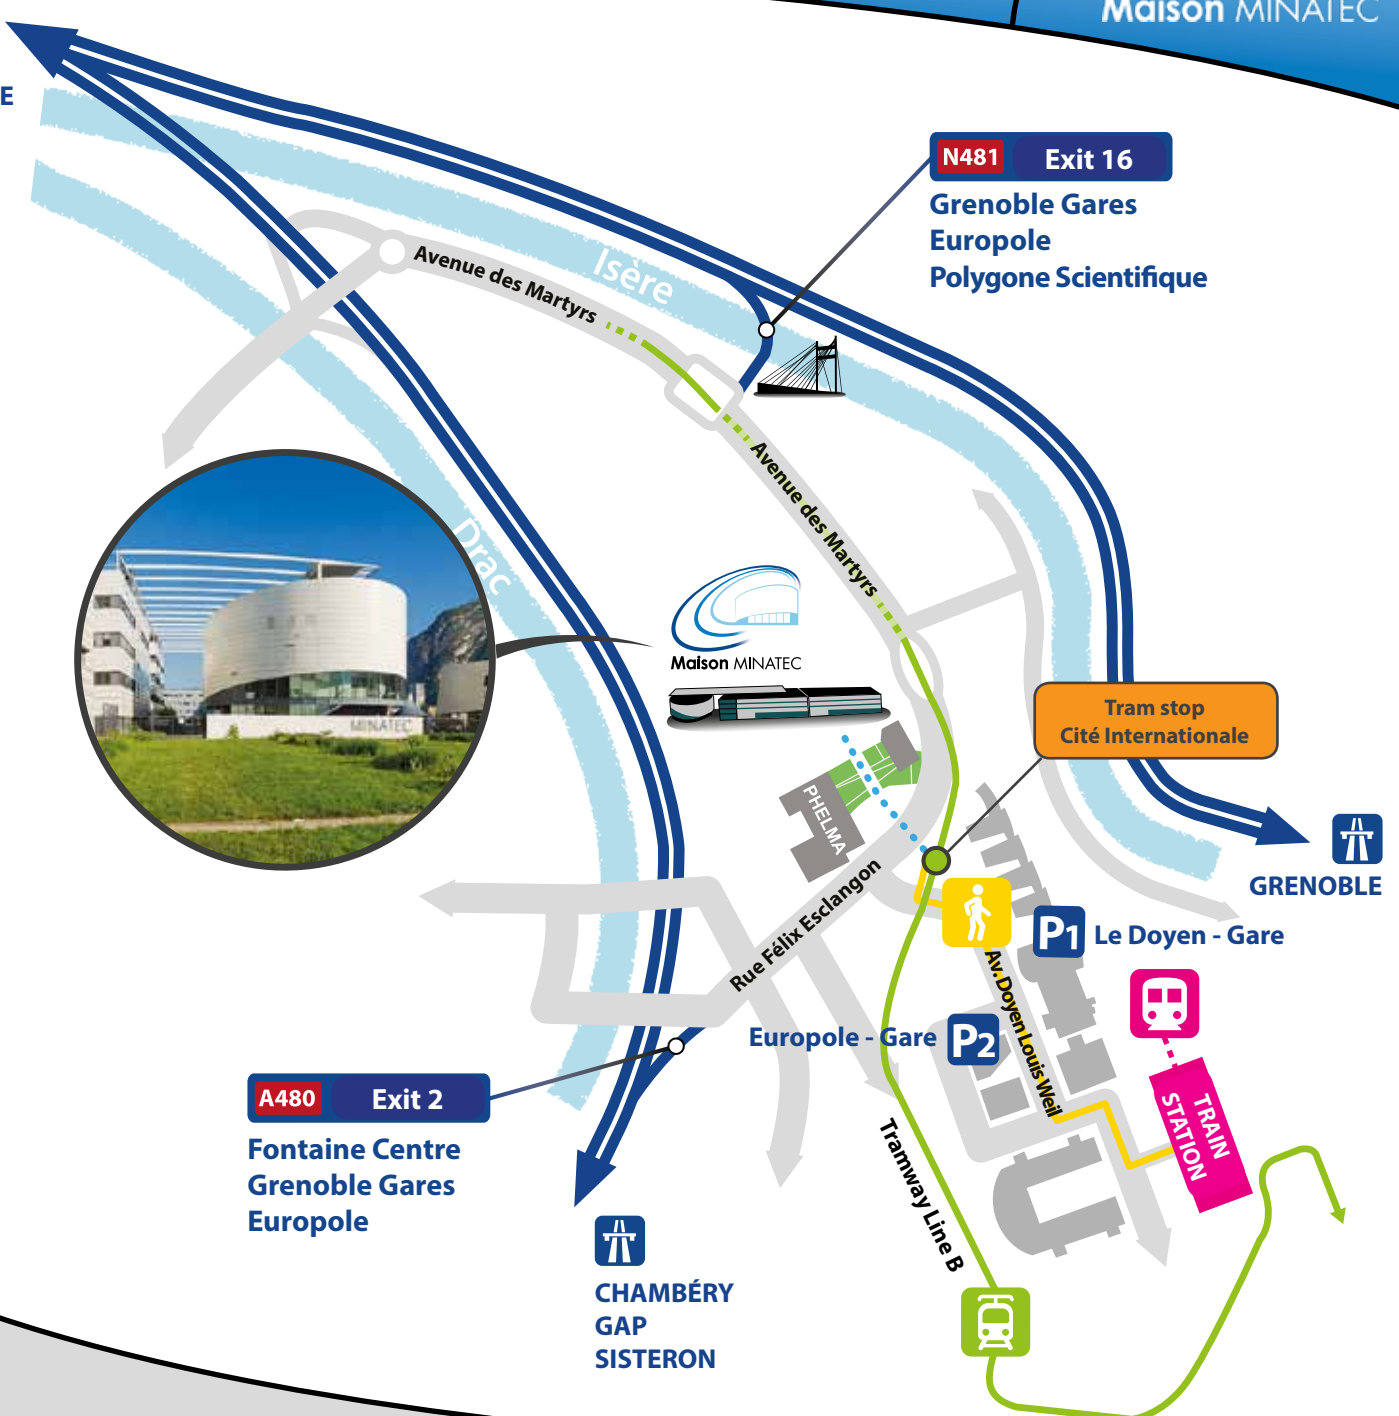 Maison MINATEC
E
N481 Exit 16
Grenoble Gares
Europole
Polygone Scientifique
Isère
Avenue des Martyrs
Avenue des Martyrs
Drac
Maison MINATEC
MINATEC
Tram stop
Cité Internationale
PHELMA
GRENOBLE
Rue Félix Esclangon
P1 Le Doyen - Gare
Av. Doyen Louis Weil
Europole - Gare P2
A480 Exit 2
Fontaine Centre
Grenoble Gares
Europole
TRAIN
STATION
Tramway Line B
CHAMBÉRY
GAP
SISTERON